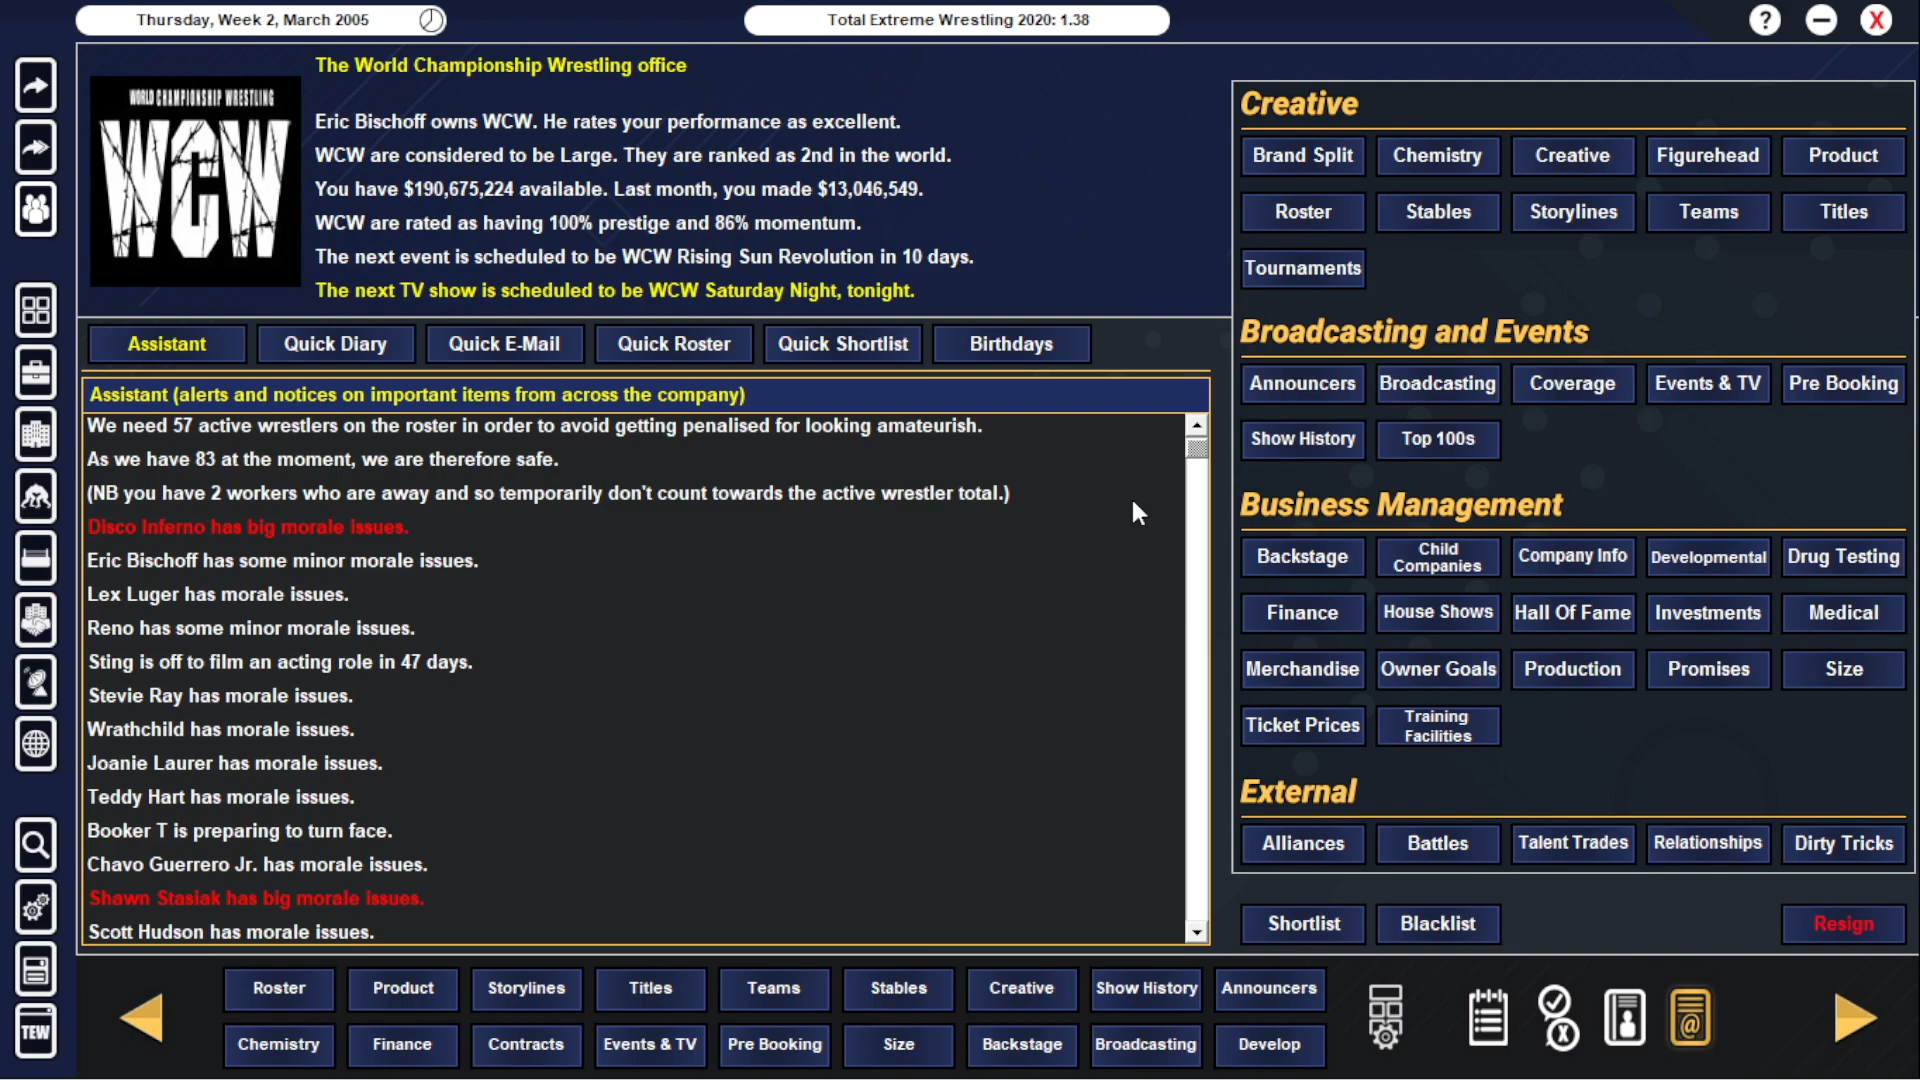 Thursday, Week 2, March 2005
Total Extreme Wrestling 2020: 1.38
?
X
WORLD CHAMPIONSHIP WRESTLING
WCW
The World Championship Wrestling office
Eric Bischoff owns WCW. He rates your performance as excellent.
WCW are considered to be Large. They are ranked as 2nd in the world.
You have $190,675,224 available. Last month, you made $13,046,549.
WCW are rated as having 100% prestige and 86% momentum.
The next event is scheduled to be WCW Rising Sun Revolution in 10 days.
The next TV show is scheduled to be WCW Saturday Night, tonight.
Assistant Quick Diary Quick E-Mail Quick Roster Quick Shortlist Birthdays
Assistant (alerts and notices on important items from across the company)
We need 57 active wrestlers on the roster in order to avoid getting penalised for looking amateurish.
As we have 83 at the moment, we are therefore safe.
(NB you have 2 workers who are away and so temporarily don't count towards the active wrestler total.)
Disco Inferno has big morale issues.
Eric Bischoff has some minor morale issues.
Lex Luger has morale issues.
Reno has some minor morale issues.
Sting is off to film an acting role in 47 days.
Stevie Ray has morale issues.
Wrathchild has morale issues.
Joanie Laurer has morale issues.
Teddy Hart has morale issues.
Booker T is preparing to turn face.
Chavo Guerrero Jr. has morale issues.
Shawn Stasiak has big morale issues.
Scott Hudson has morale issues.
Creative
Brand Split Chemistry Creative Figurehead Product
Roster Stables Storylines Teams Titles
Tournaments
Broadcasting and Events
Announcers Broadcasting Coverage Events & TV Pre Booking
Show History Top 100s
Business Management
Backstage Child Companies Company Info Developmental Drug Testing
Finance House Shows Hall Of Fame Investments Medical
Merchandise Owner Goals Production Promises Size
Ticket Prices Training Facilities
External
Alliances Battles Talent Trades Relationships Dirty Tricks
Shortlist Blacklist Resign
TEW
Roster Product Storylines Titles Teams Stables Creative Show History Announcers
Chemistry Finance Contracts Events & TV Pre Booking Size Backstage Broadcasting Develop
@